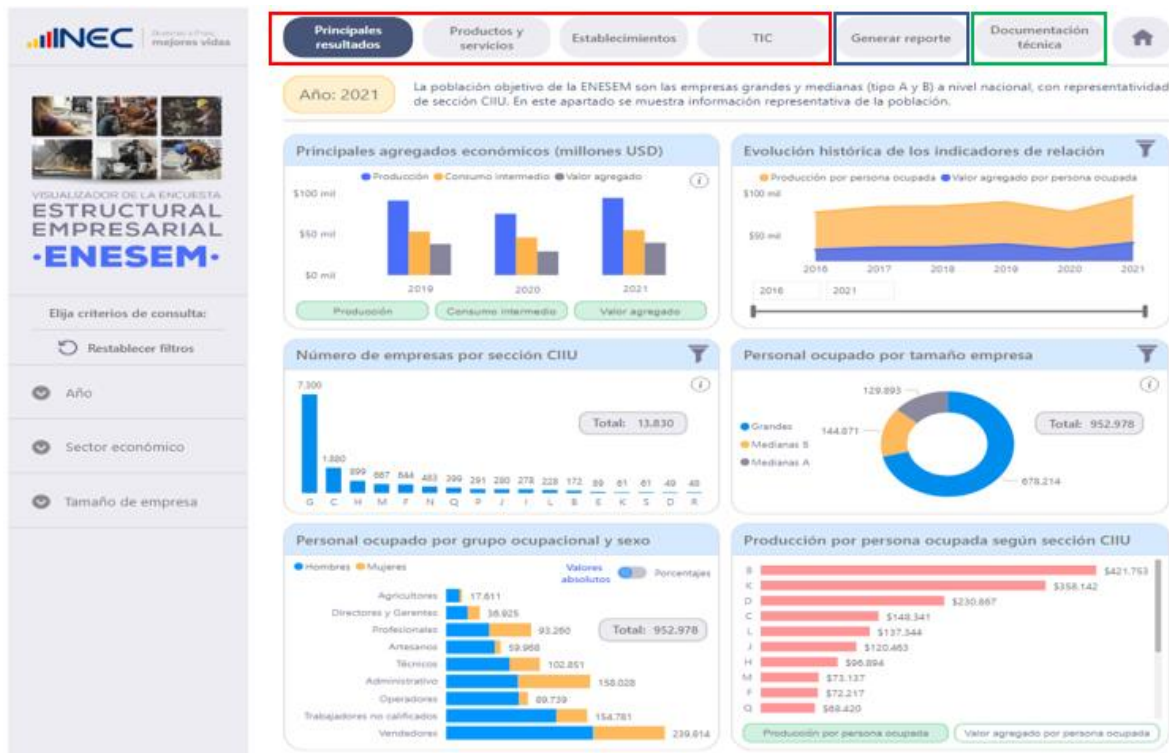 INEC
Buenas cifras,
mejores vidas
VISUALIZADOR DE LA ENCUESTA
ESTRUCTURAL
EMPRESARIAL
·ENESEM·
Elija criterios de consulta:
Restablecer filtros
Año
Sector económico
Tamaño de empresa
Principales resultados
Productos y servicios
Establecimientos
TIC
Generar reporte
Documentación técnica
Año: 2021
La población objetivo de la ENESEM son las empresas grandes y medianas (tipo A y B) a nivel nacional, con representatividad
de sección CIIU. En este apartado se muestra información representativa de la población.
Principales agregados económicos (millones USD)
Producción Consumo intermedio Valor agregado
$100 mil
$50 mil
$0 mil
2019 2020 2021
Producción Consumo intermedio Valor agregado
Evolución histórica de los indicadores de relación
Producción por persona ocupada Valor agregado por persona ocupada
$100 mil
$50 mil
2016 2017 2018 2019 2020 2021
2016 2021
Número de empresas por sección CIIU
Total: 13.830
7.300 1.880 899 667 644 483 399 291 280 278 228 172 89 61 61 49 48
G C H M F N Q P J I L B E K S D R
Personal ocupado por tamaño empresa
Grandes
Medianas B
Medianas A
129.893
144.871
678.214
Total: 952.978
Personal ocupado por grupo ocupacional y sexo
Hombres Mujeres
Valores absolutos Porcentajes
Agricultores 17.611
Directores y Gerentes 36.925
Profesionales 93.260
Total: 952.978
Artesanos 59.968
Técnicos 102.851
Administrativo 158.028
Operadores 89.739
Trabajadores no calificados 154.781
Vendedores 239.814
Producción por persona ocupada según sección CIIU
B $421.753
K $358.142
D $230.867
C $148.341
L $137.344
J $120.463
H $96.894
M $73.137
F $72.217
Q $68.420
Producción por persona ocupada Valor agregado por persona ocupada